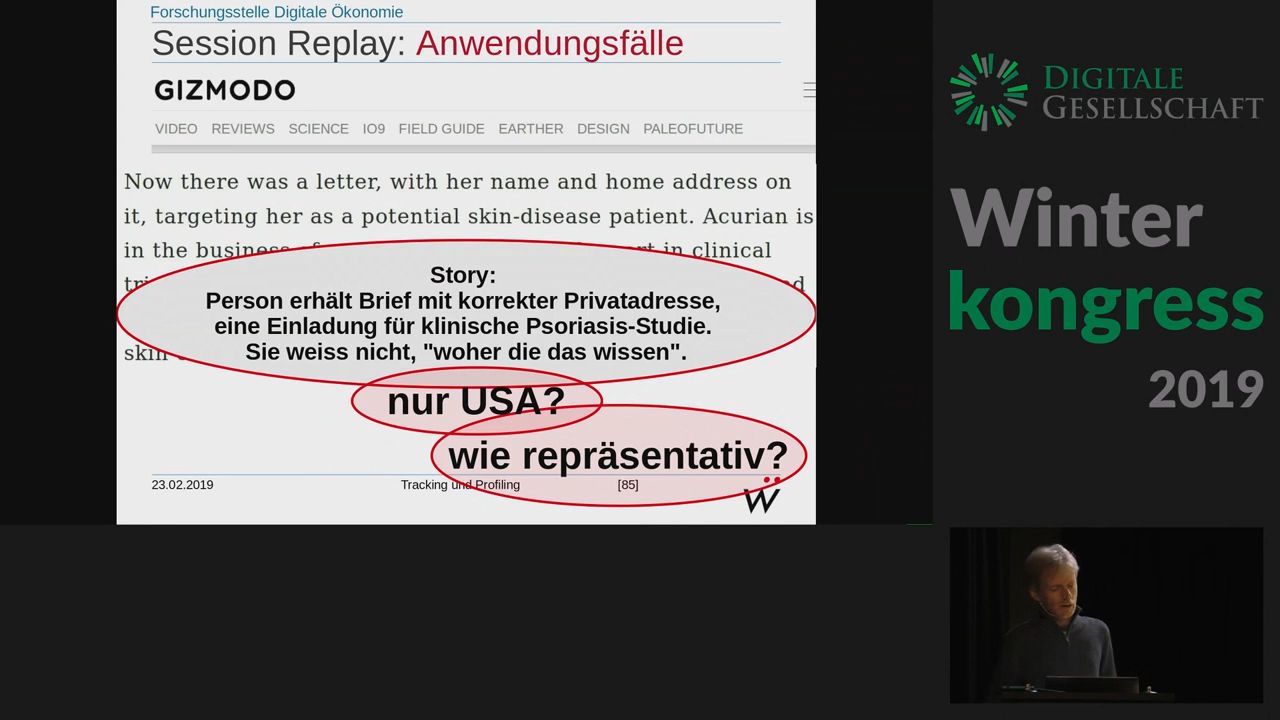 Forschungsstelle Digitale Ökonomie
Session Replay: Anwendungsfälle
GIZMODO
VIDEO REVIEWS SCIENCE IO9 FIELD GUIDE EARTHER DESIGN PALEOFUTURE
Now there was a letter, with her name and home address on
it, targeting her as a potential skin-disease patient. Acurian is
in the business in clinical
Story:
Person erhält Brief mit korrekter Privatadresse,
eine Einladung für klinische Psoriasis-Studie.
Sie weiss nicht, "woher die das wissen".
skin
nur USA?
wie repräsentativ?
23.02.2019 Tracking und Profiling [85]
DIGITALE
GESELLSCHAFT
Winter
kongress
2019